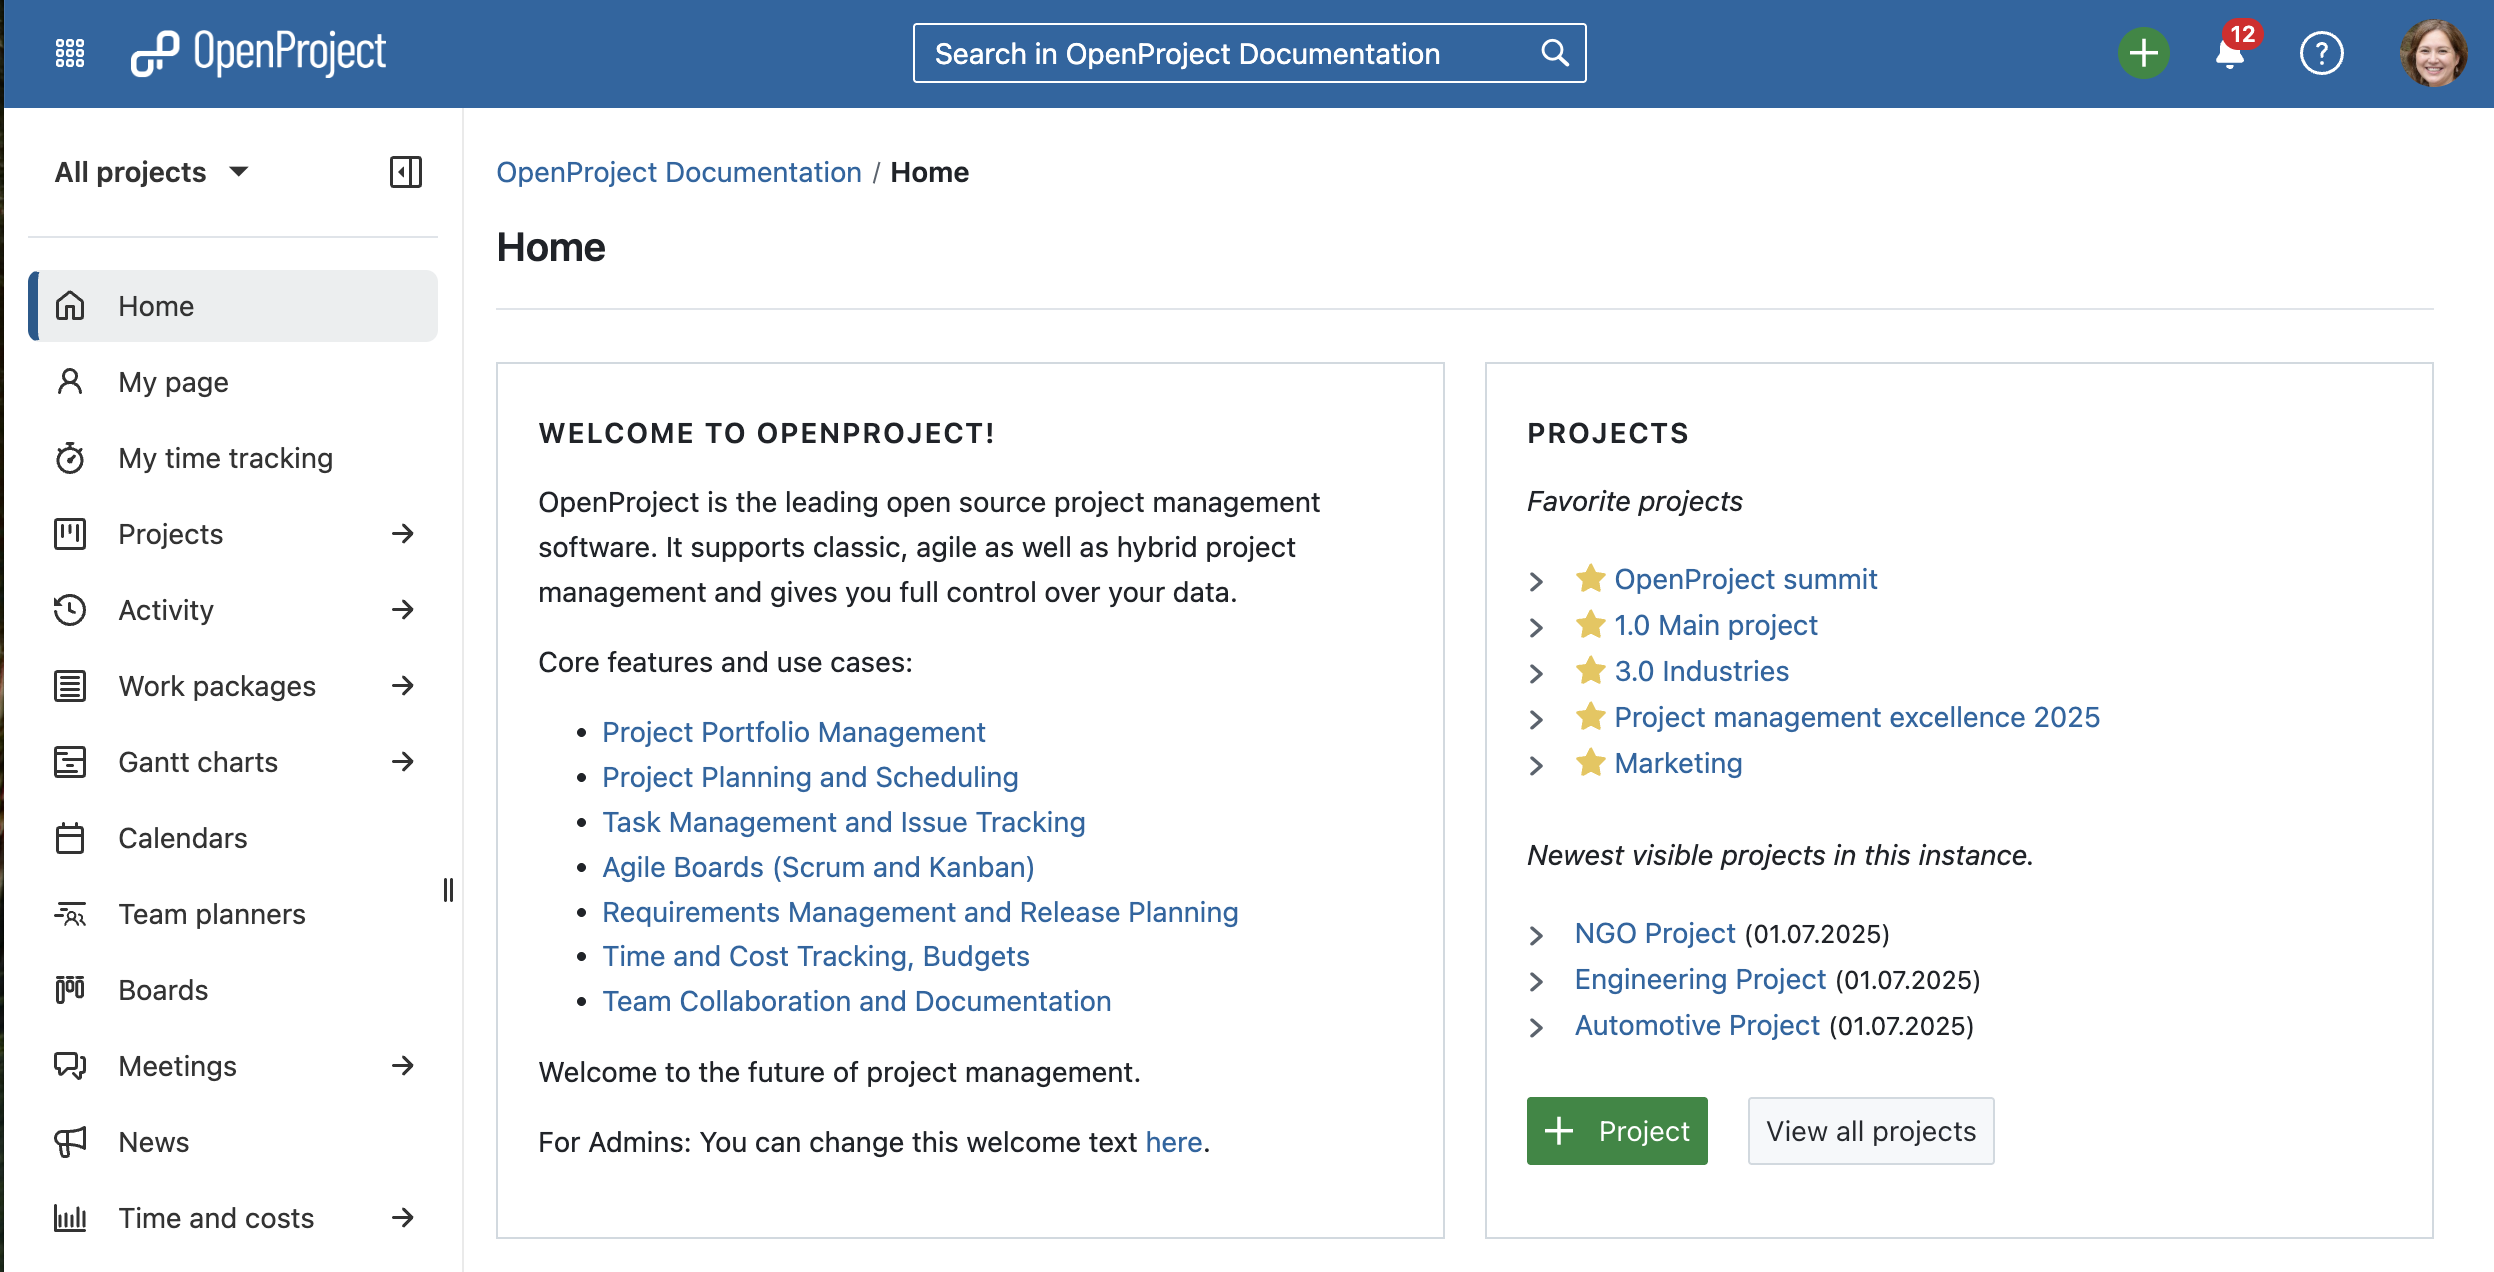 OpenProject
Search in OpenProject Documentation
12
?
All projects
OpenProject Documentation / Home
Home
Home
My page
My time tracking
Projects
Activity
Work packages
Gantt charts
Calendars
Team planners
Boards
Meetings
News
Time and costs
WELCOME TO OPENPROJECT!
OpenProject is the leading open source project management
software. It supports classic, agile as well as hybrid project
management and gives you full control over your data.
Core features and use cases:
• Project Portfolio Management
• Project Planning and Scheduling
• Task Management and Issue Tracking
• Agile Boards (Scrum and Kanban)
• Requirements Management and Release Planning
• Time and Cost Tracking, Budgets
• Team Collaboration and Documentation
Welcome to the future of project management.
For Admins: You can change this welcome text here.
PROJECTS
Favorite projects
OpenProject summit
1.0 Main project
3.0 Industries
Project management excellence 2025
Marketing
Newest visible projects in this instance.
NGO Project (01.07.2025)
Engineering Project (01.07.2025)
Automotive Project (01.07.2025)
+ Project
View all projects